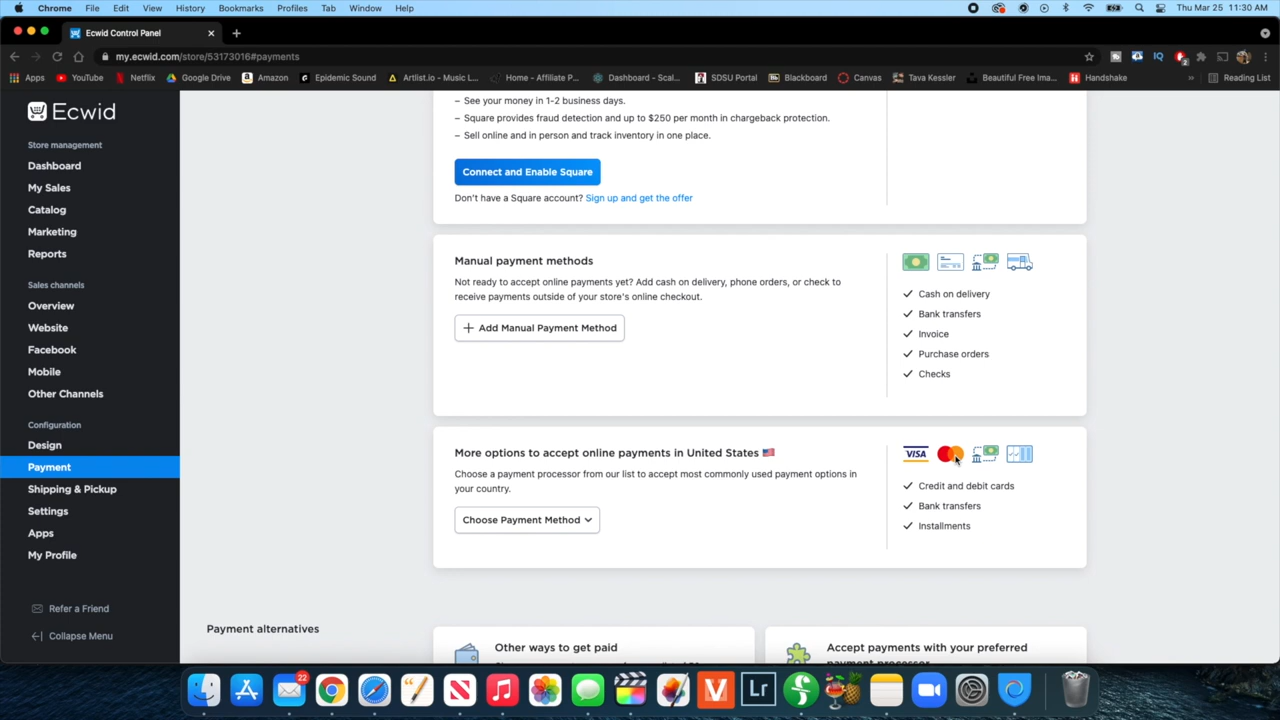 Chrome File Edit View History Bookmarks Profiles Tab Window Help Thu Mar 25 11:30 AM
Ecwid Control Panel
my.ecwid.com/store/53173016#payments
Apps YouTube Netflix Google Drive Amazon Epidemic Sound Artlist.io - Music L... Home - Affiliate P... Dashboard - Scal... SDSU Portal Blackboard Canvas Tava Kessler Beautiful Free Ima... Handshake » Reading List
Ecwid
Store management
Dashboard
My Sales
Catalog
Marketing
Reports
Sales channels
Overview
Website
Facebook
Mobile
Other Channels
Configuration
Design
Payment
Shipping & Pickup
Settings
Apps
My Profile
Refer a Friend
Collapse Menu
– See your money in 1-2 business days.
– Square provides fraud detection and up to $250 per month in chargeback protection.
– Sell online and in person and track inventory in one place.
Connect and Enable Square
Don't have a Square account? Sign up and get the offer
Manual payment methods
Not ready to accept online payments yet? Add cash on delivery, phone orders, or check to
receive payments outside of your store's online checkout.
+ Add Manual Payment Method
Cash on delivery
Bank transfers
Invoice
Purchase orders
Checks
More options to accept online payments in United States
Choose a payment processor from our list to accept most commonly used payment options in
your country.
Choose Payment Method
VISA
Credit and debit cards
Bank transfers
Installments
Payment alternatives
Other ways to get paid
Accept payments with your preferred
payment processor
22
Lr